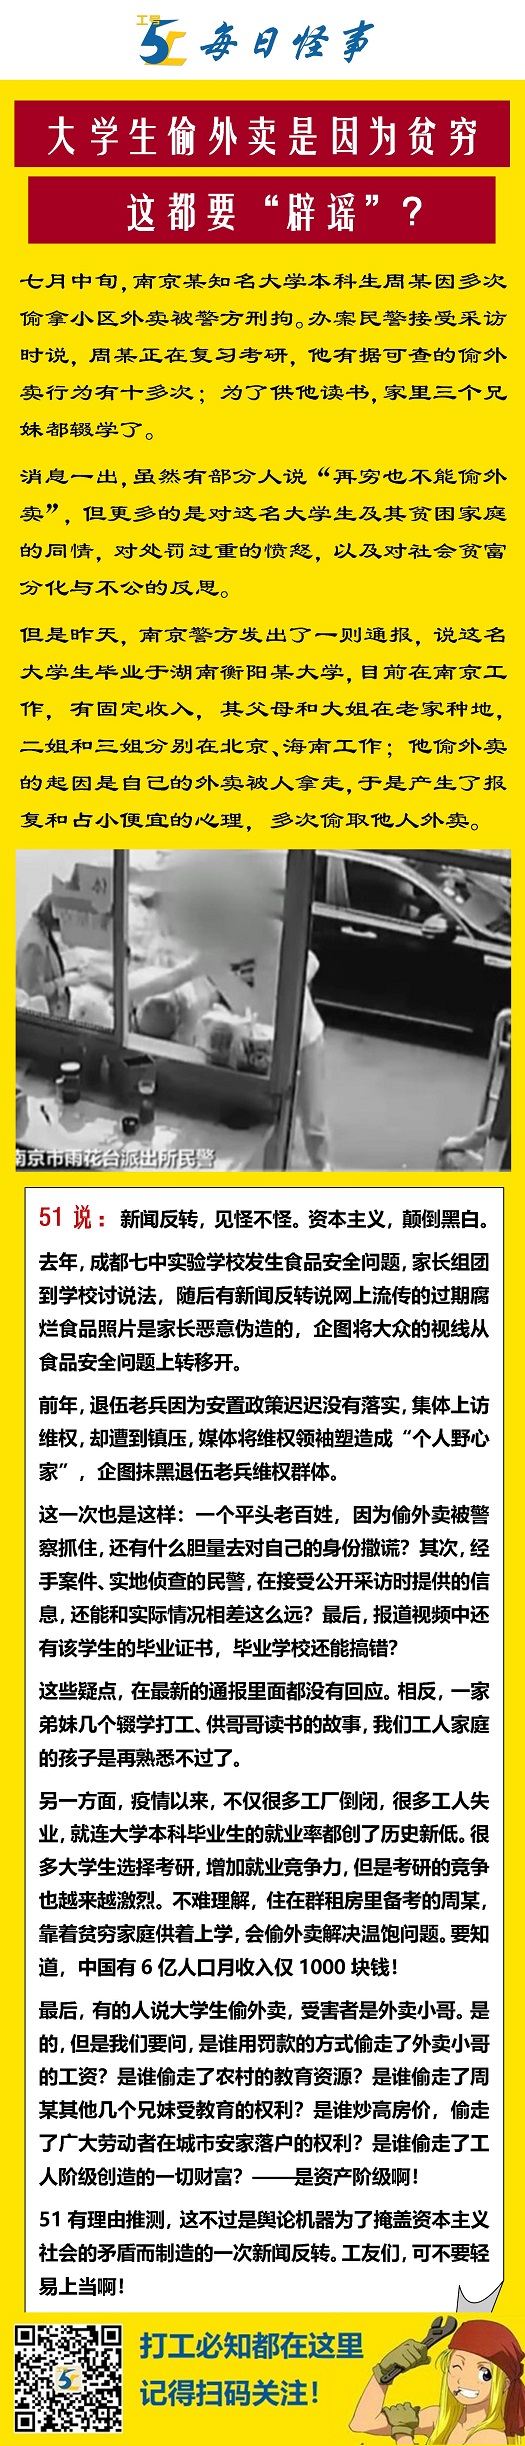 工号
51 每日怪事
大学生偷外卖是因为贫穷
这都要“辟谣”？
七月中旬，南京某知名大学本科生周某因多次
偷拿小区外卖被警方刑拘。办案民警接受采访
时说，周某正在复习考研，他有据可查的偷外
卖行为有十多次；为了供他读书，家里三个兄
妹都辍学了。
消息一出，虽然有部分人说“再穷也不能偷外
卖”，但更多的是对这名大学生及其贫困家庭
的同情，对处罚过重的愤怒，以及对社会贫富
分化与不公的反思。
但是昨天，南京警方发出了一则通报，说这名
大学生毕业于湖南衡阳某大学，目前在南京工
作，有固定收入，其父母和大姐在老家种地，
二姐和三姐分别在北京、海南工作；他偷外卖
的起因是自己的外卖被人拿走，于是产生了报
复和占小便宜的心理，多次偷取他人外卖。
南京市雨花台派出所民警
51 说：新闻反转，见怪不怪。资本主义，颠倒黑白。
去年，成都七中实验学校发生食品安全问题，家长组团
到学校讨说法，随后有新闻反转说网上流传的过期腐
烂食品照片是家长恶意伪造的，企图将大众的视线从
食品安全问题上转移开。
前年，退伍老兵因为安置政策迟迟没有落实，集体上访
维权，却遭到镇压，媒体将维权领袖塑造成“个人野心
家”，企图抹黑退伍老兵维权群体。
这一次也是这样：一个平头老百姓，因为偷外卖被警
察抓住，还有什么胆量去对自己的身份撒谎？其次，经
手案件、实地侦查的民警，在接受公开采访时提供的信
息，还能和实际情况相差这么远？最后，报道视频中还
有该学生的毕业证书，毕业学校还能搞错？
这些疑点，在最新的通报里面都没有回应。相反，一家
弟妹几个辍学打工、供哥哥读书的故事，我们工人家庭
的孩子是再熟悉不过了。
另一方面，疫情以来，不仅很多工厂倒闭，很多工人失
业，就连大学本科毕业生的就业率都创了历史新低。很
多大学生选择考研，增加就业竞争力，但是考研的竞争
也越来越激烈。不难理解，住在群租房里备考的周某，
靠着贫穷家庭供着上学，会偷外卖解决温饱问题。要知
道，中国有 6 亿人口月收入仅 1000 块钱！
最后，有的人说大学生偷外卖，受害者是外卖小哥。是
的，但是我们要问，是谁用罚款的方式偷走了外卖小哥
的工资？是谁偷走了农村的教育资源？是谁偷走了周
某其他几个兄妹受教育的权利？是谁炒高房价，偷走
了广大劳动者在城市安家落户的权利？是谁偷走了工
人阶级创造的一切财富？——是资产阶级啊！
51 有理由推测，这不过是舆论机器为了掩盖资本主义
社会的矛盾而制造的一次新闻反转。工友们，可不要轻
易上当啊！
打工必知都在这里
记得扫码关注！